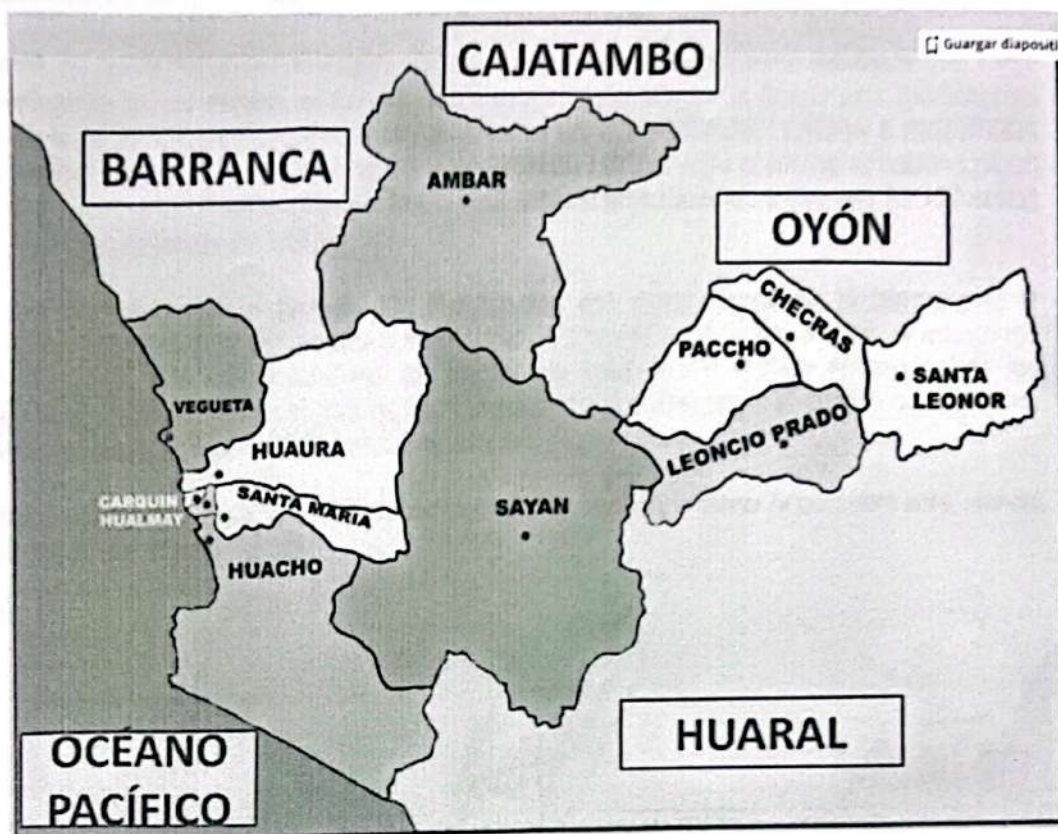 Guargar diapositi
CAJATAMBO
BARRANCA
AMBAR
OYÓN
CHECRAS
PACCHO
SANTA
LEONOR
VEGUETA
HUAURA
LEONCIO PRADO
CARQUIN
HUALMAY
SANTA MARIA
SAYAN
HUACHO
HUARAL
OCÉANO
PACÍFICO